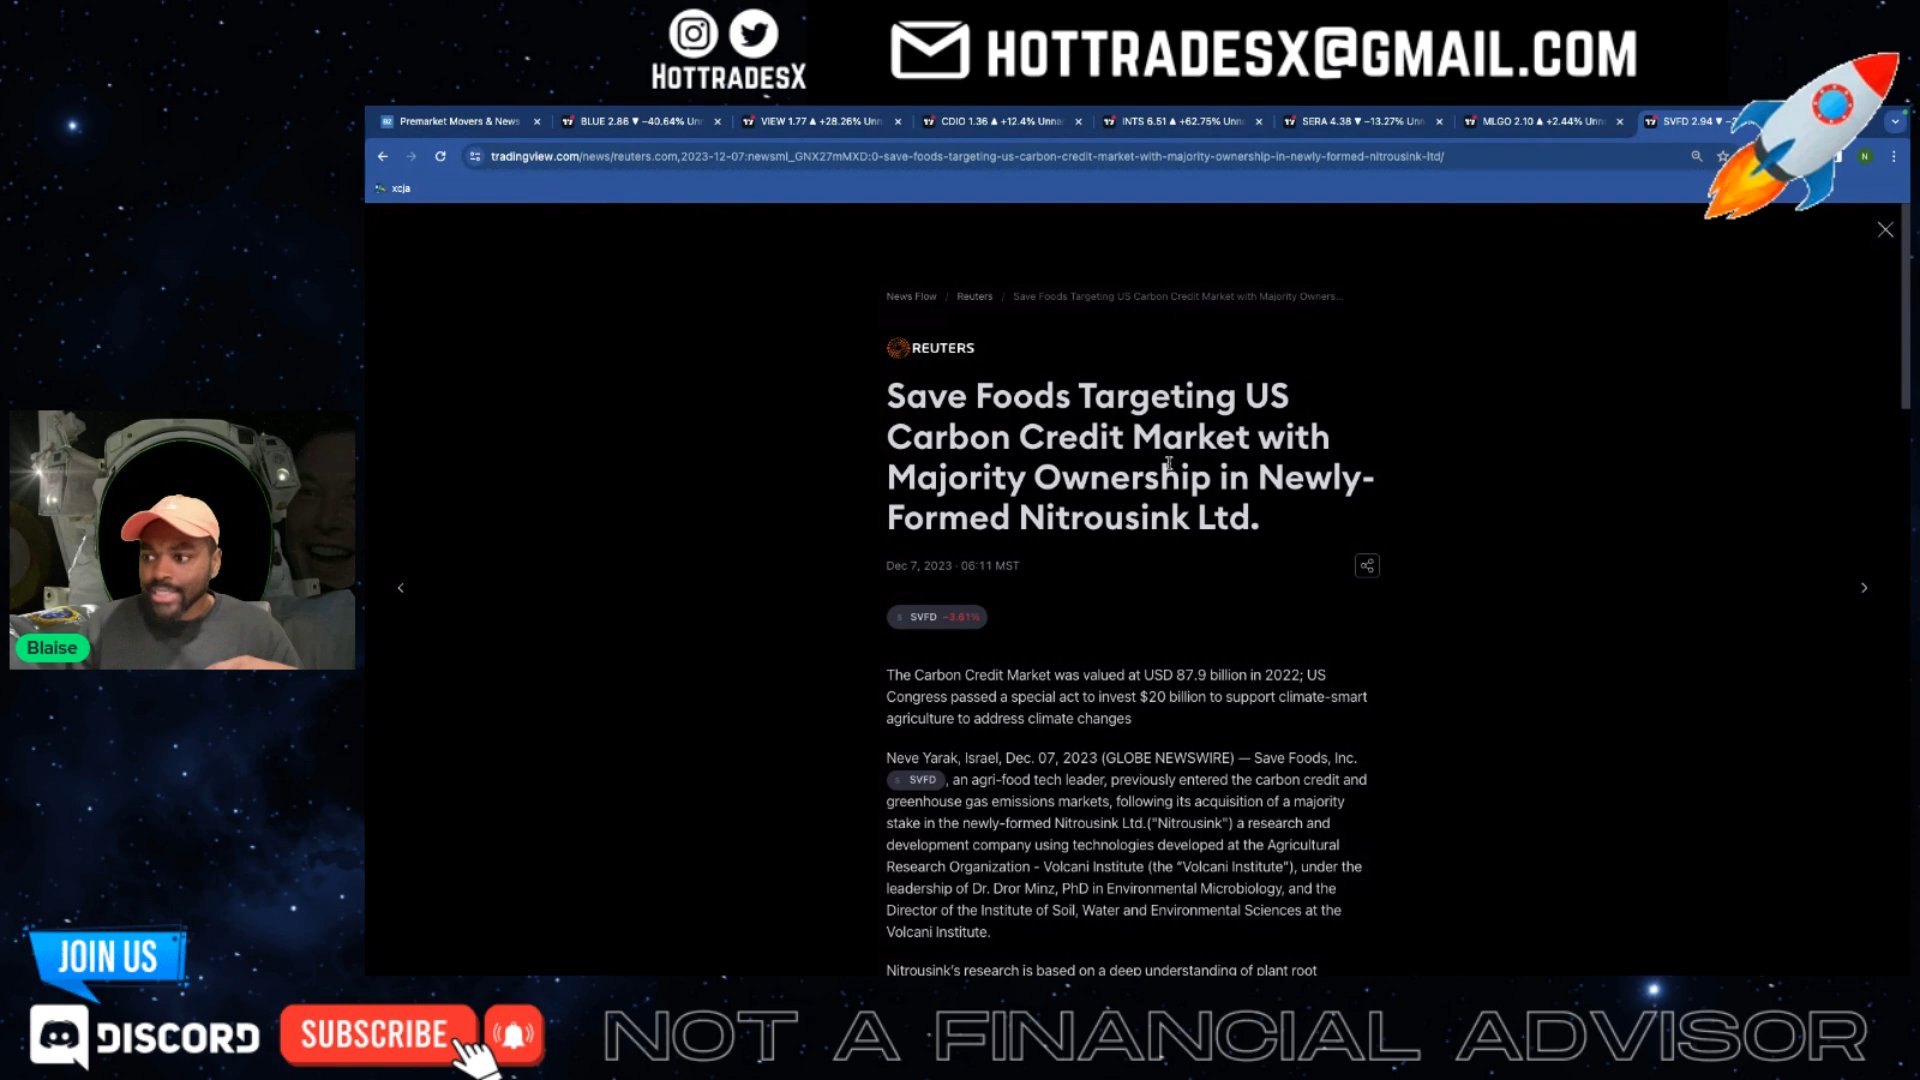 HOTTRADESX
HOTTRADESX@GMAIL.COM
Premarket Movers & News
BLUE 2.86 ▼ −40.64% Un
VIEW 1.77 ▲ +28.26% Unn
CDIO 1.36 ▲ +12.4% Unna
INTS 6.51 ▲ +62.75% Unn
SERA 4.38 ▼ −13.27% Unn
MLGO 2.10 ▲ +2.44% Unn
SVFD 2.94 ▼
tradingview.com/news/reuters.com,2023-12-07:newsml_GNX27mMXD:0-save-foods-targeting-us-carbon-credit-market-with-majority-ownership-in-newly-formed-nitrousink-ltd/
N
xcja
News Flow / Reuters / Save Foods Targeting US Carbon Credit Market with Majority Owners...
REUTERS
Save Foods Targeting US
Carbon Credit Market with
Majority Ownership in Newly-
Formed Nitrousink Ltd.
Dec 7, 2023 · 06:11 MST
S SVFD −3.61%
The Carbon Credit Market was valued at USD 87.9 billion in 2022; US
Congress passed a special act to invest $20 billion to support climate-smart
agriculture to address climate changes
Neve Yarak, Israel, Dec. 07, 2023 (GLOBE NEWSWIRE) — Save Foods, Inc.
S SVFD , an agri-food tech leader, previously entered the carbon credit and
greenhouse gas emissions markets, following its acquisition of a majority
stake in the newly-formed Nitrousink Ltd.("Nitrousink") a research and
development company using technologies developed at the Agricultural
Research Organization - Volcani Institute (the "Volcani Institute"), under the
leadership of Dr. Dror Minz, PhD in Environmental Microbiology, and the
Director of the Institute of Soil, Water and Environmental Sciences at the
Volcani Institute.
Nitrousink's research is based on a deep understanding of plant root
Blaise
JOIN US
DISCORD
SUBSCRIBE
NOT A FINANCIAL ADVISOR